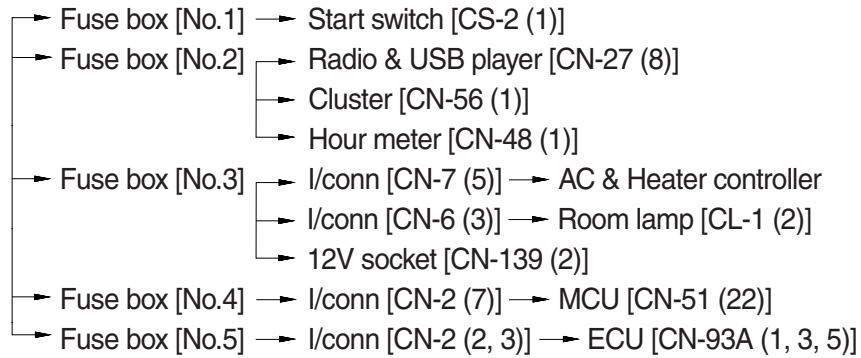 Fuse box [No.1] → Start switch [CS-2 (1)]
Fuse box [No.2] → Radio & USB player [CN-27 (8)]
→ Cluster [CN-56 (1)]
→ Hour meter [CN-48 (1)]
Fuse box [No.3] → I/conn [CN-7 (5)] → AC & Heater controller
→ I/conn [CN-6 (3)] → Room lamp [CL-1 (2)]
→ 12V socket [CN-139 (2)]
Fuse box [No.4] → I/conn [CN-2 (7)] → MCU [CN-51 (22)]
Fuse box [No.5] → I/conn [CN-2 (2, 3)] → ECU [CN-93A (1, 3, 5)]